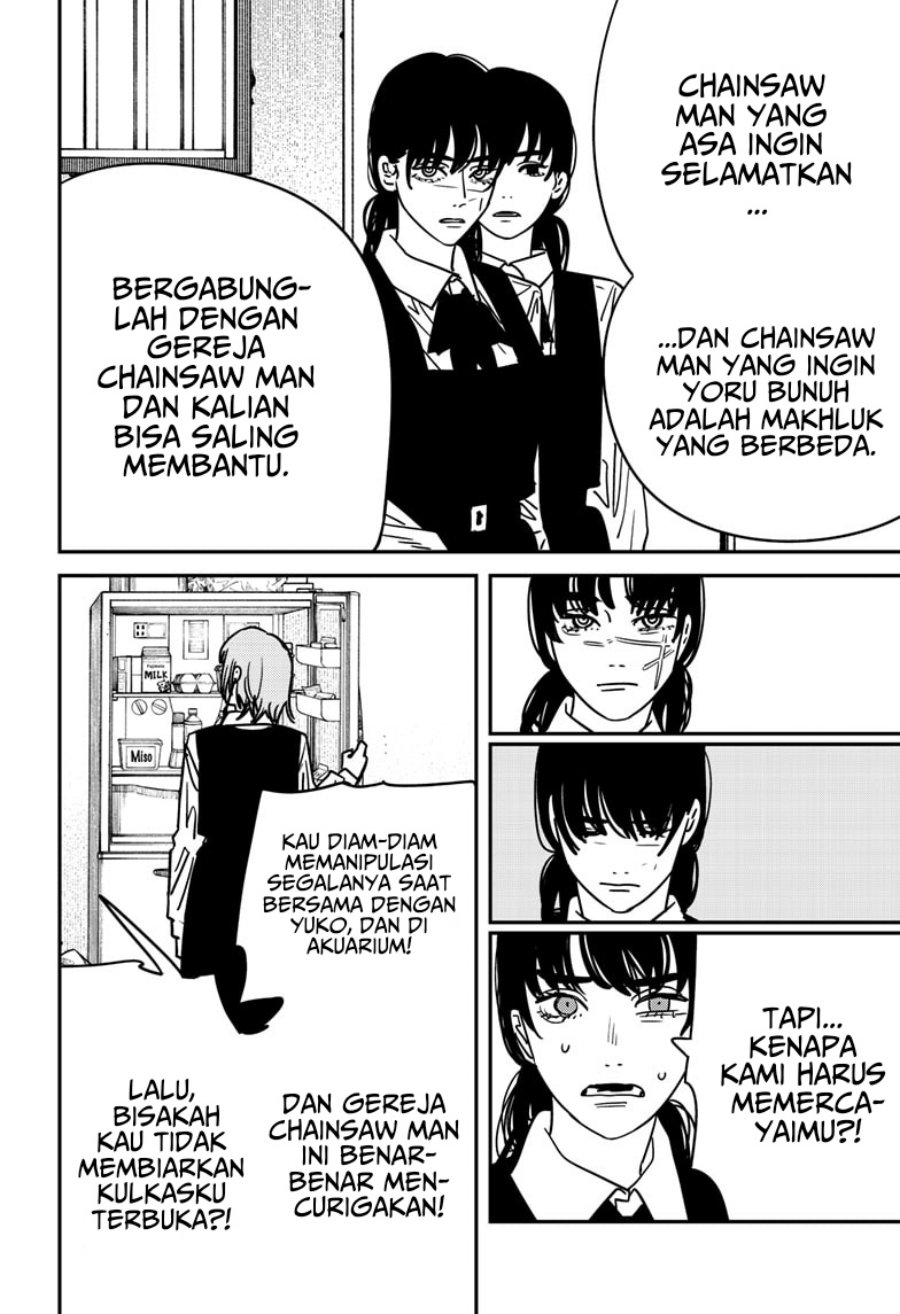 CHAINSAW
MAN YANG
ASA INGIN
SELAMATKAN
...
...DAN CHAINSAW
MAN YANG INGIN
YORU BUNUH
ADALAH MAKHLUK
YANG BERBEDA.
BERGABUNG-
LAH DENGAN
GEREJA
CHAINSAW MAN
DAN KALIAN
BISA SALING
MEMBANTU.
TAPI...
KENAPA
KAMI HARUS
MEMERCA-
YAIMU?!
Fujimoto
MILK
Miso
KAU DIAM-DIAM
MEMANIPULASI
SEGALANYA SAAT
BERSAMA DENGAN
YUKO, DAN DI
AKUARIUM!
DAN GEREJA
CHAINSAW MAN
INI BENAR-
BENAR MEN-
CURIGAKAN!
LALU,
BISAKAH
KAU TIDAK
MEMBIARKAN
KULKASKU
TERBUKA?!